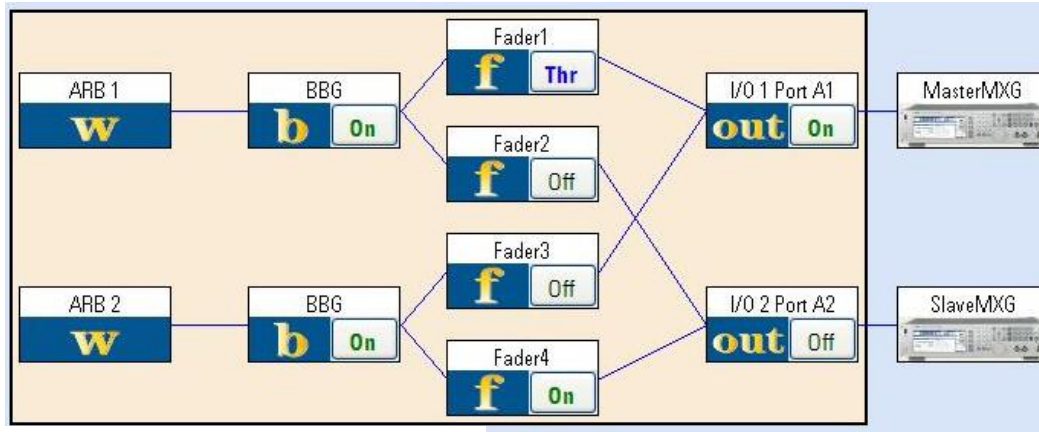 Fader1
f Thr
ARB 1
w
BBG
b On
I/O 1 Port A1
out On
MasterMXG
Fader2
f Off
Fader3
f Off
ARB 2
w
BBG
b On
I/O 2 Port A2
out Off
SlaveMXG
Fader4
f On